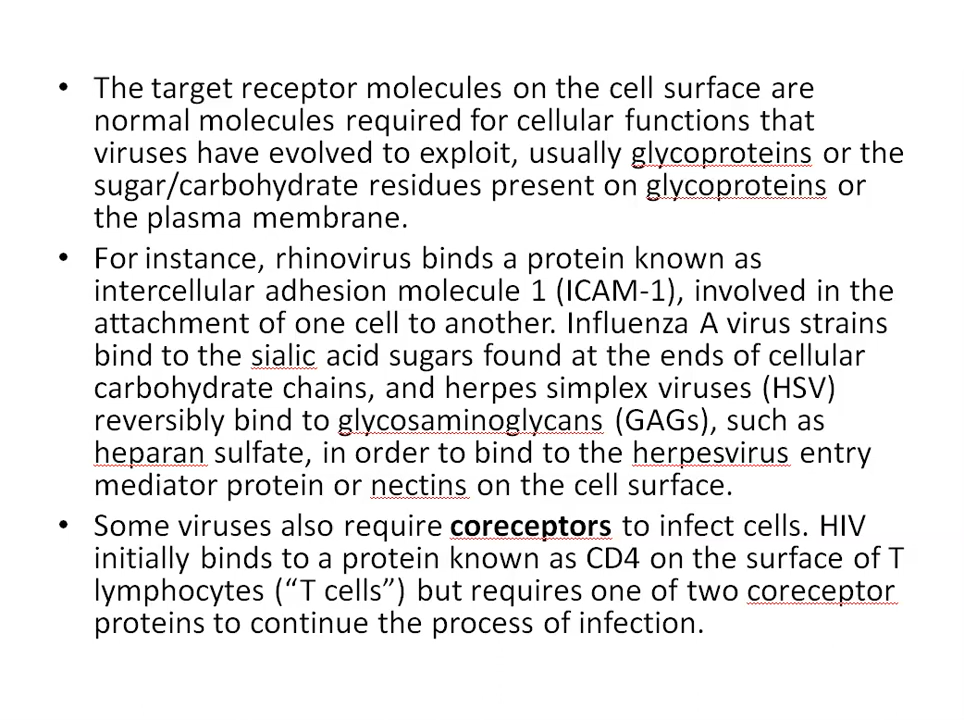 • The target receptor molecules on the cell surface are
normal molecules required for cellular functions that
viruses have evolved to exploit, usually glycoproteins or the
sugar/carbohydrate residues present on glycoproteins or
the plasma membrane.
• For instance, rhinovirus binds a protein known as
intercellular adhesion molecule 1 (ICAM-1), involved in the
attachment of one cell to another. Influenza A virus strains
bind to the sialic acid sugars found at the ends of cellular
carbohydrate chains, and herpes simplex viruses (HSV)
reversibly bind to glycosaminoglycans (GAGs), such as
heparan sulfate, in order to bind to the herpesvirus entry
mediator protein or nectins on the cell surface.
• Some viruses also require coreceptors to infect cells. HIV
initially binds to a protein known as CD4 on the surface of T
lymphocytes (“T cells”) but requires one of two coreceptor
proteins to continue the process of infection.